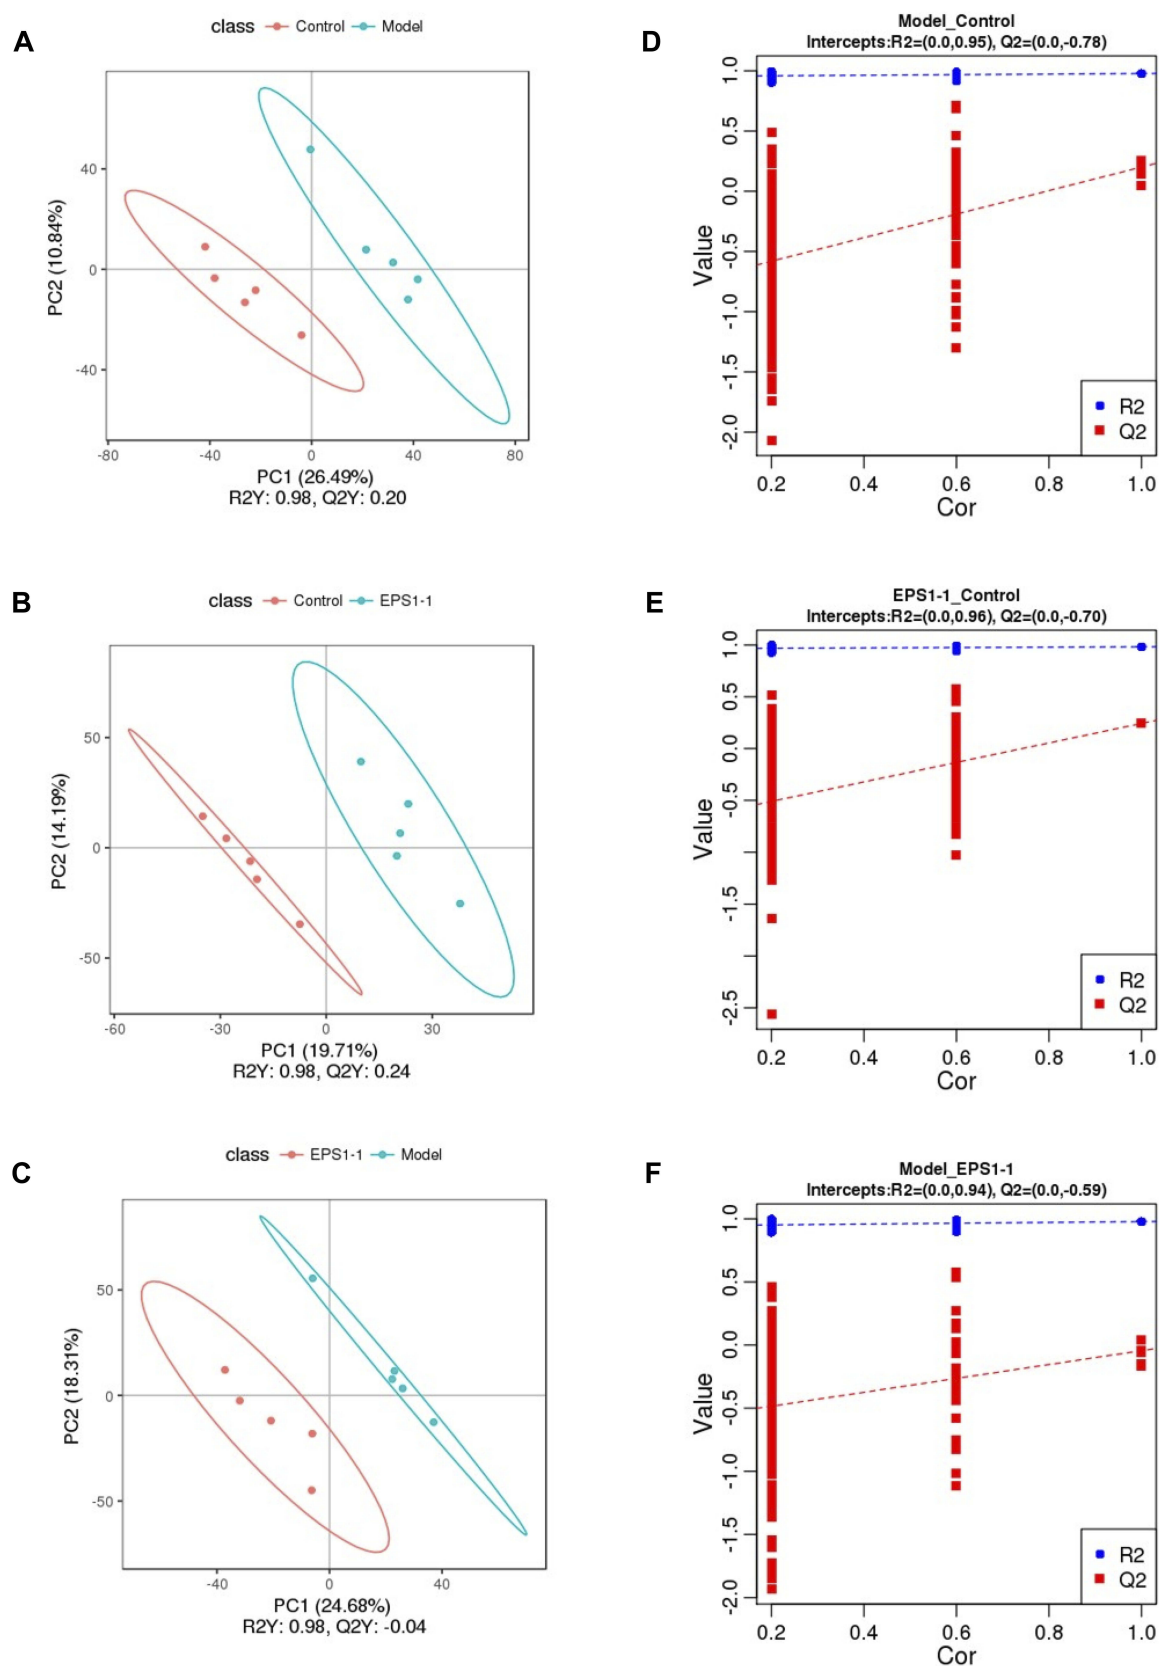 A
class Control Model
40
0
-40
PC2 (10.84%)
-80 -40 0 40 80
PC1 (26.49%)
R2Y: 0.98, Q2Y: 0.20
D
Model_Control
Intercepts:R2=(0.0,0.95), Q2=(0.0,-0.78)
1.0
0.5
0.0
-0.5
-1.0
-1.5
-2.0
Value
R2
Q2
0.2 0.4 0.6 0.8 1.0
Cor
B
class Control EPS1-1
50
0
-50
PC2 (14.19%)
-60 -30 0 30
PC1 (19.71%)
R2Y: 0.98, Q2Y: 0.24
E
EPS1-1_Control
Intercepts:R2=(0.0,0.96), Q2=(0.0,-0.70)
1.0
0.5
0.0
-0.5
-1.5
-2.5
Value
R2
Q2
0.2 0.4 0.6 0.8 1.0
Cor
C
class EPS1-1 Model
50
0
-50
PC2 (18.31%)
-40 0 40
PC1 (24.68%)
R2Y: 0.98, Q2Y: -0.04
F
Model_EPS1-1
Intercepts:R2=(0.0,0.94), Q2=(0.0,-0.59)
1.0
0.5
0.0
-0.5
-1.0
-1.5
-2.0
Value
R2
Q2
0.2 0.4 0.6 0.8 1.0
Cor